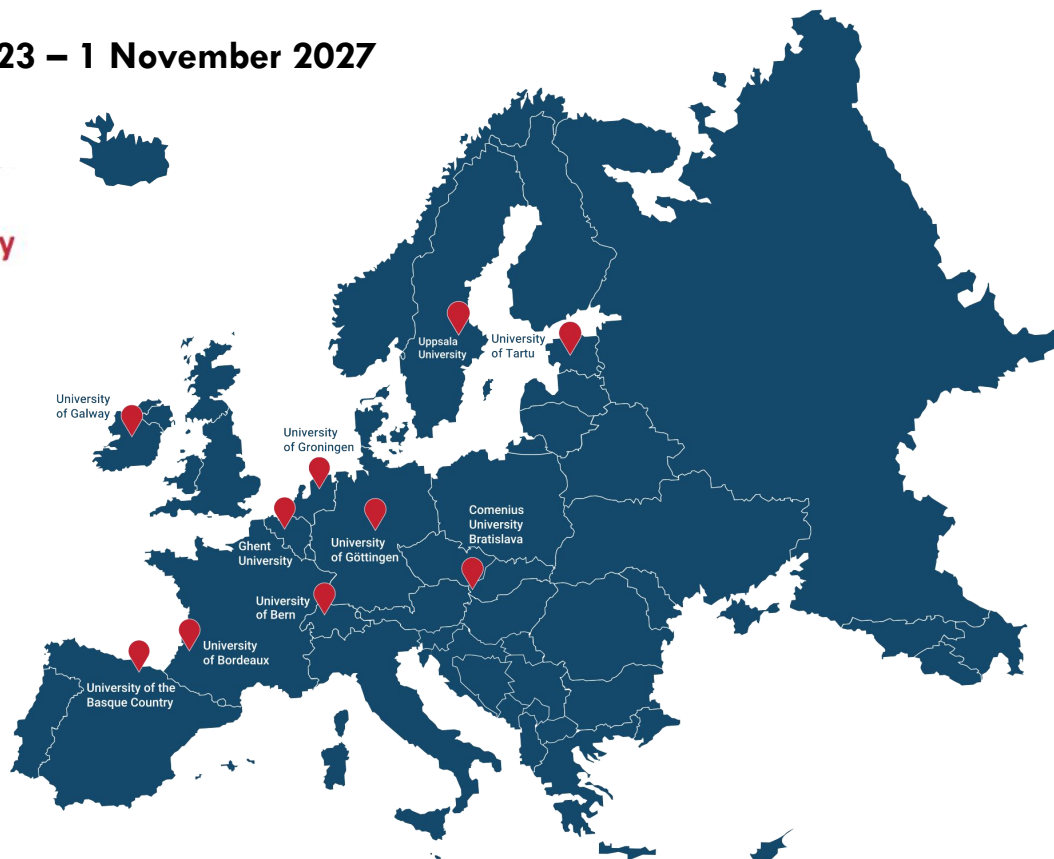 23 – 1 November 2027
y
Uppsala
University
University
of Tartu
University
of Galway
University
of Groningen
Comenius
University
Bratislava
Ghent
University
University
of Göttingen
University
of Bern
University
of Bordeaux
University of the
Basque Country